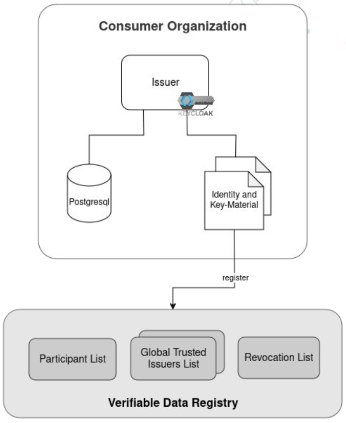 Consumer Organization
Issuer
KEYCLOAK
Postgresql
Identity and
Key-Material
register
Participant List
Global Trusted
Issuers List
Revocation List
Verifiable Data Registry